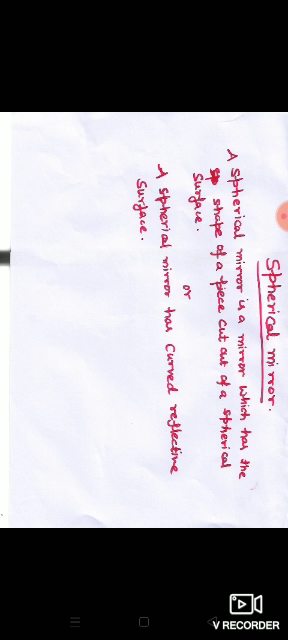 Spherical mirror.
A Spherical mirror is a mirror which has the
shape of a piece cut out of a spherical
Surface.
or
A spherial mirror has Curved reflective
Surface.
V RECORDER